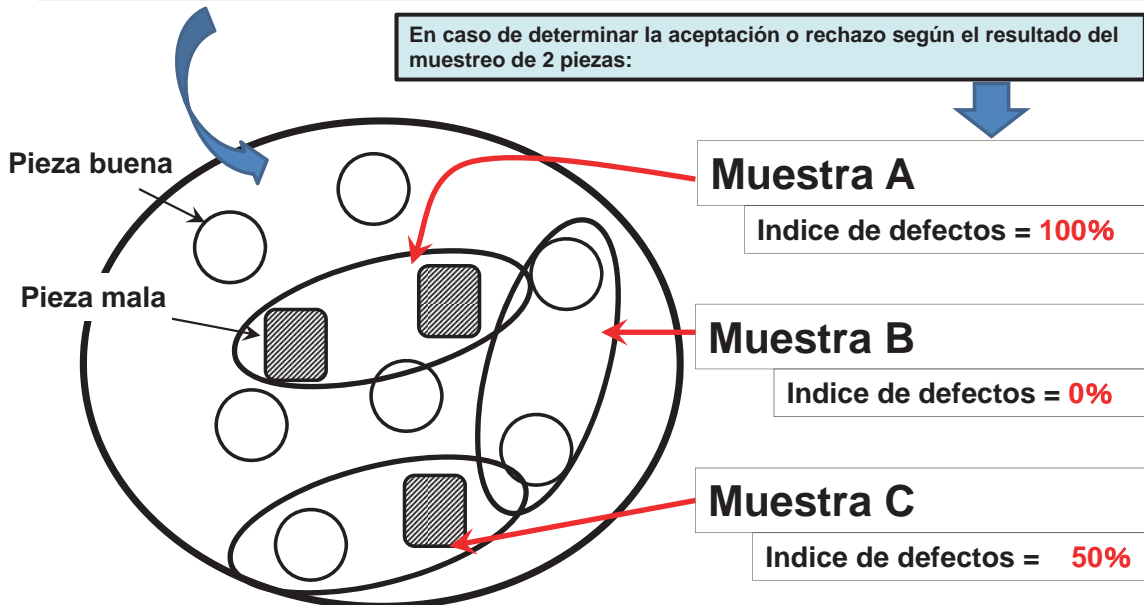 En caso de determinar la aceptación o rechazo según el resultado del
muestreo de 2 piezas:
Pieza buena
Muestra A
Indice de defectos = 100%
Pieza mala
Muestra B
Indice de defectos = 0%
Muestra C
Indice de defectos = 50%